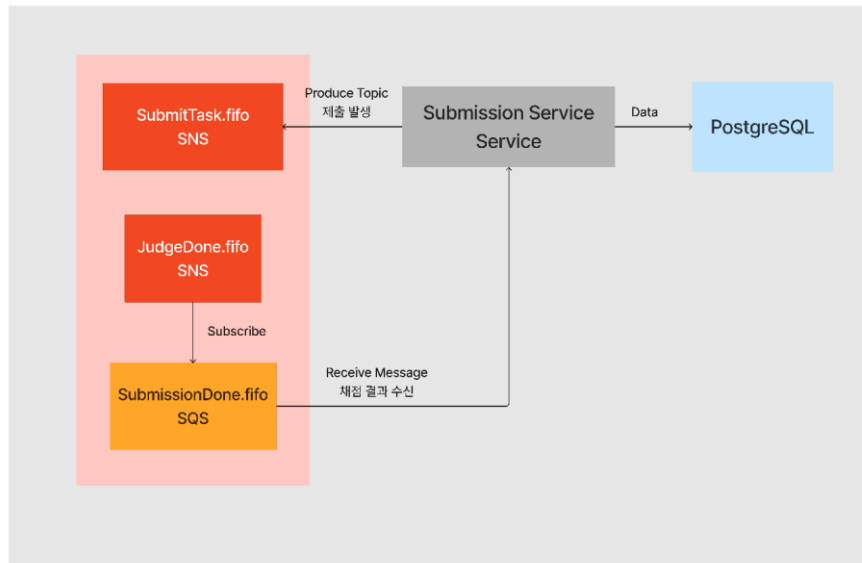 SubmitTask.fifo
SNS
Produce Topic
제출 발생
Submission Service
Service
Data
PostgreSQL
JudgeDone.fifo
SNS
Subscribe
SubmissionDone.fifo
SQS
Receive Message
채점 결과 수신